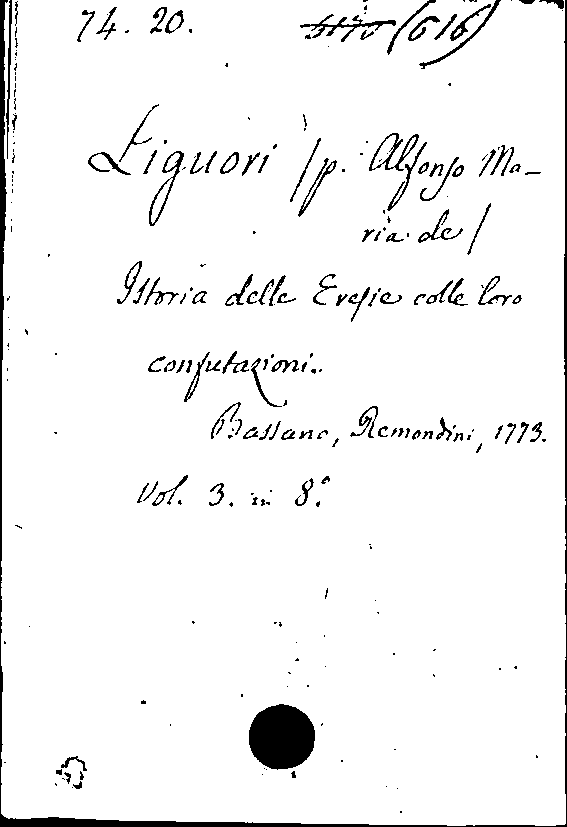 74. 20. 5170 (616)
Liguori /p. Alfonso Ma-
ria de/
Istoria delle Eresie colle loro
confutazioni.
Bassano, Remondini, 1773.
Vol. 3. in 8.°